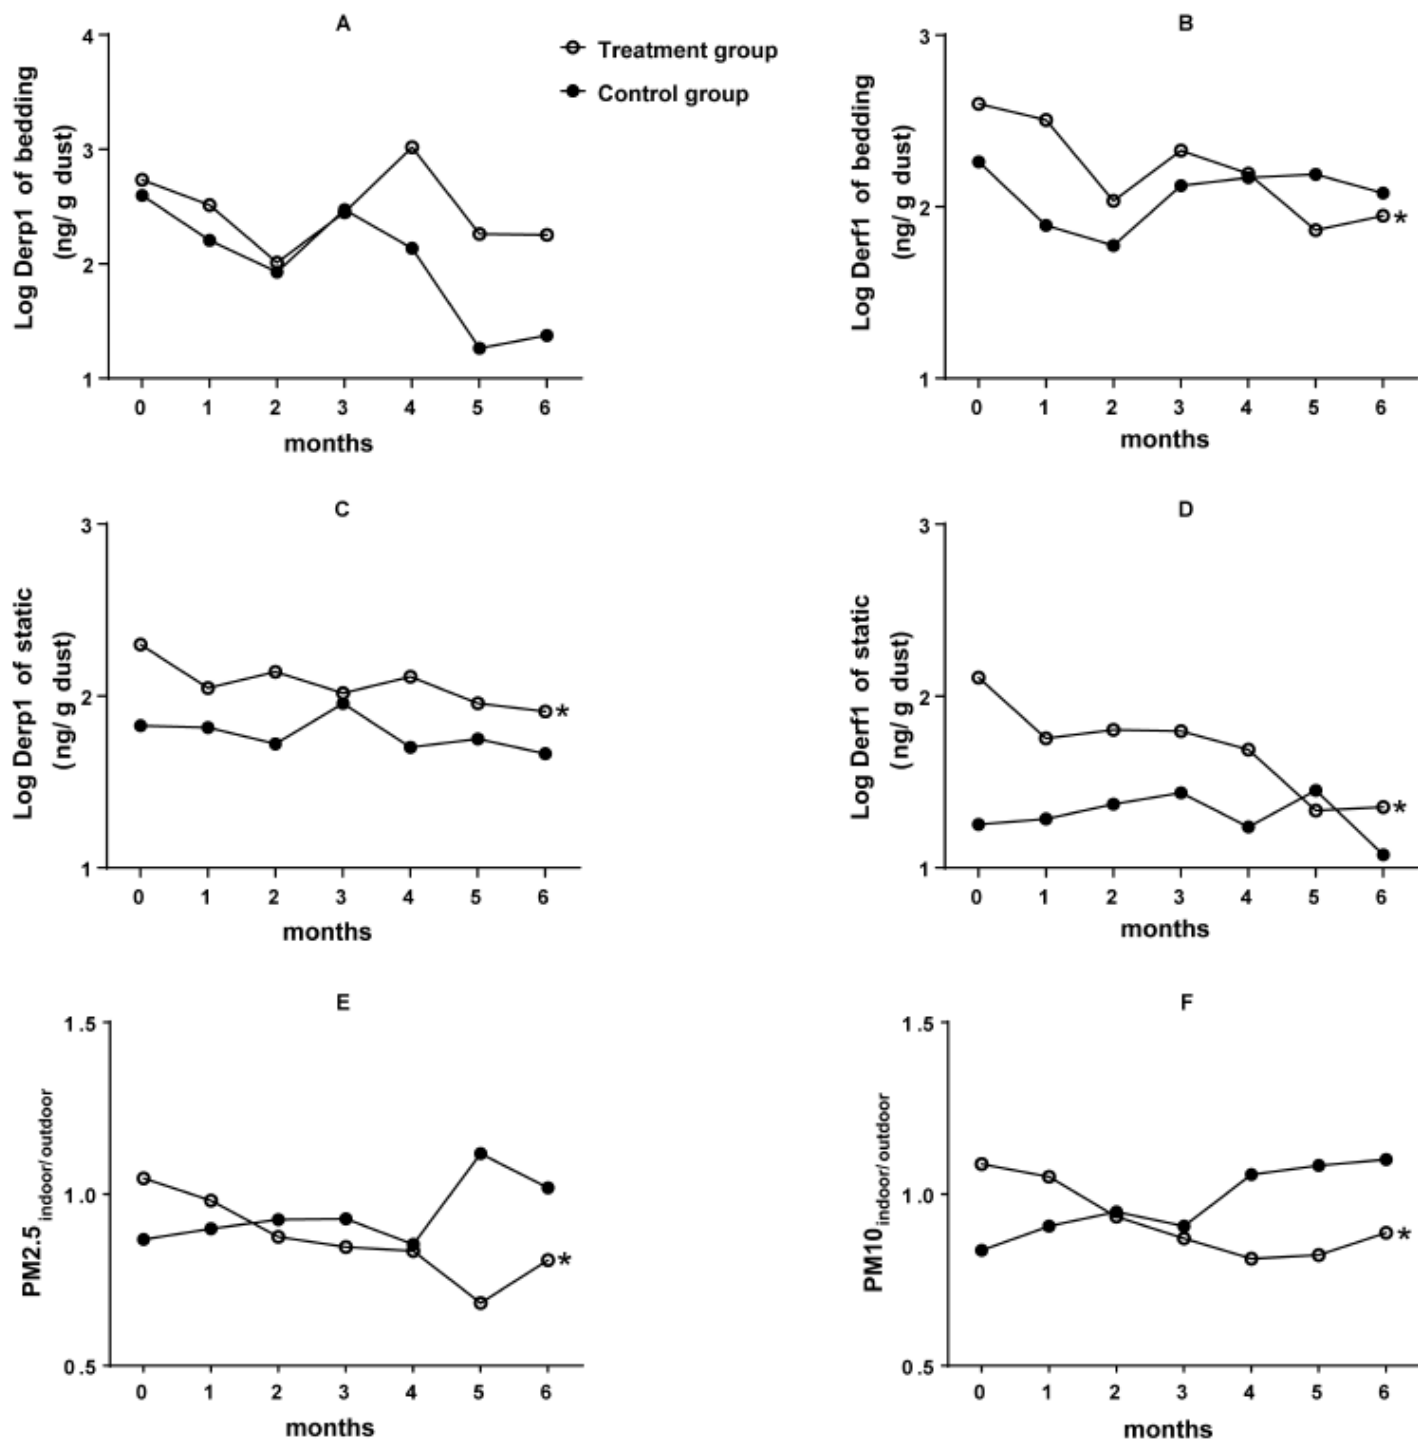 A
Treatment group
Control group
4
3
2
1
Log Derp1 of bedding
(ng/ g dust)
0 1 2 3 4 5 6
months
B
3
2
1
Log Derf1 of bedding
(ng/ g dust)
*
0 1 2 3 4 5 6
months
C
3
2
1
Log Derp1 of static
(ng/ g dust)
*
0 1 2 3 4 5 6
months
D
3
2
1
Log Derf1 of static
(ng/ g dust)
*
0 1 2 3 4 5 6
months
E
1.5
1.0
0.5
PM2.5 indoor/outdoor
*
0 1 2 3 4 5 6
months
F
1.5
1.0
0.5
PM10 indoor/outdoor
*
0 1 2 3 4 5 6
months